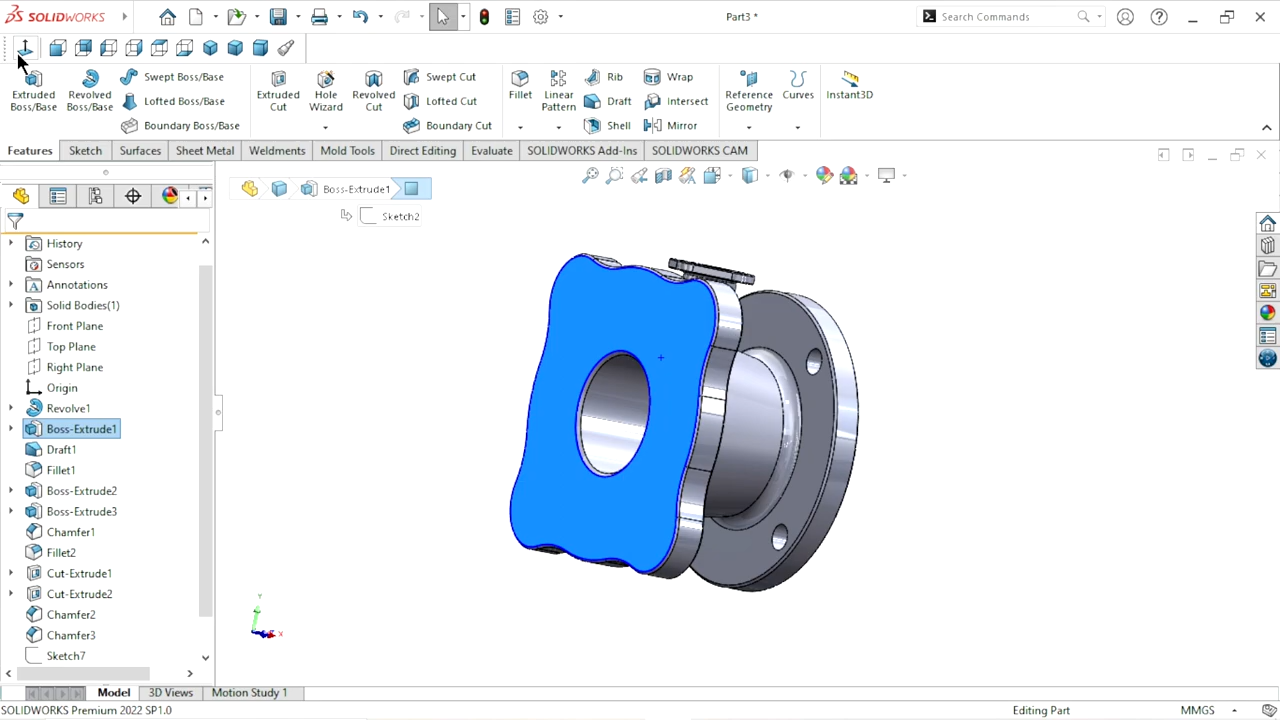 SOLIDWORKS
Part3 *
Search Commands
Extruded Boss/Base
Revolved Boss/Base
Swept Boss/Base
Lofted Boss/Base
Boundary Boss/Base
Extruded Cut
Hole Wizard
Revolved Cut
Swept Cut
Lofted Cut
Boundary Cut
Fillet
Linear Pattern
Rib
Draft
Shell
Wrap
Intersect
Mirror
Reference Geometry
Curves
Instant3D
Features
Sketch
Surfaces
Sheet Metal
Weldments
Mold Tools
Direct Editing
Evaluate
SOLIDWORKS Add-Ins
SOLIDWORKS CAM
Boss-Extrude1
Sketch2
History
Sensors
Annotations
Solid Bodies(1)
Front Plane
Top Plane
Right Plane
Origin
Revolve1
Boss-Extrude1
Draft1
Fillet1
Boss-Extrude2
Boss-Extrude3
Chamfer1
Fillet2
Cut-Extrude1
Cut-Extrude2
Chamfer2
Chamfer3
Sketch7
Y
X
Model
3D Views
Motion Study 1
SOLIDWORKS Premium 2022 SP1.0
Editing Part
MMGS